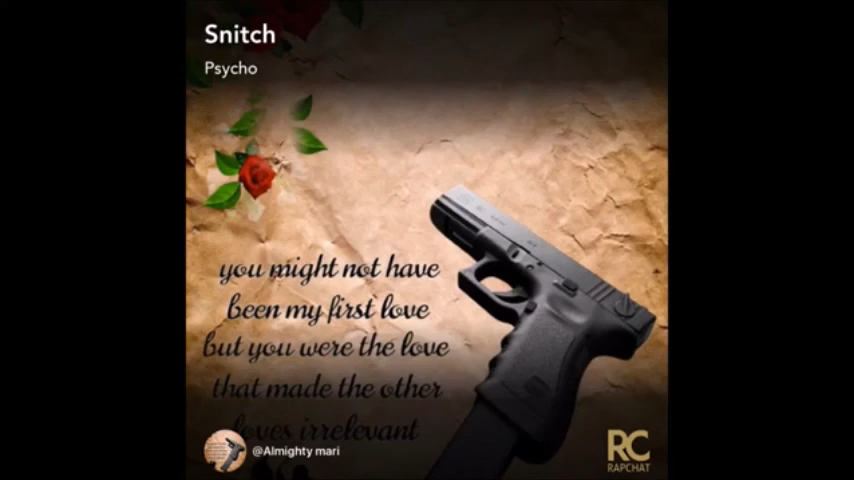 Snitch
Psycho
you might not have
been my first love
but you were the love
that made the other
loves irrelevant
@Almighty mari
RC
RAPCHAT